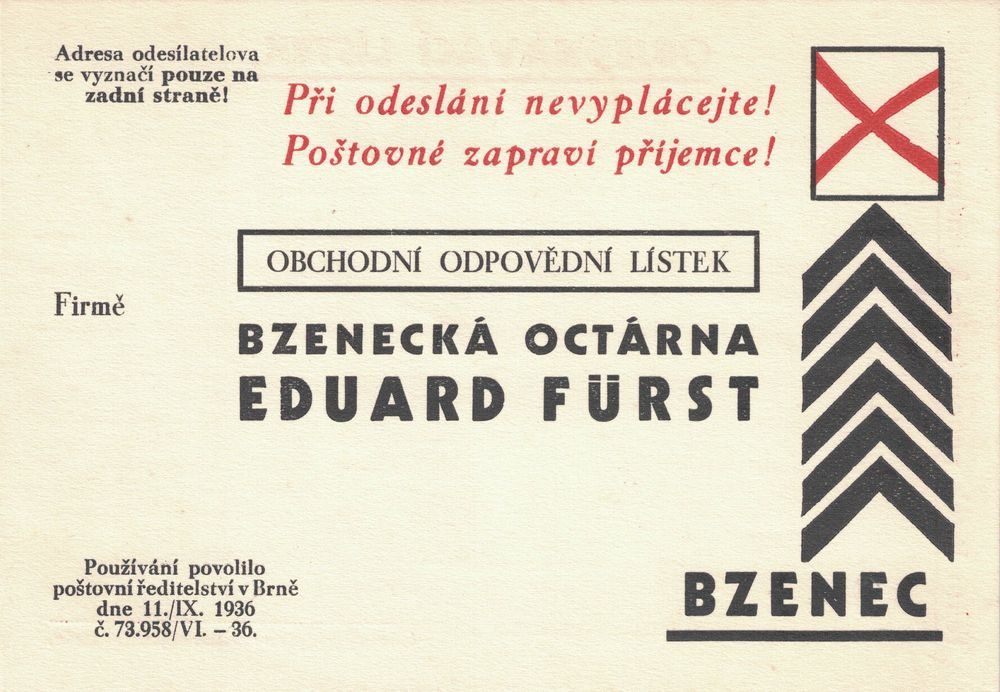 Adresa odesílatelova
se vyznačí pouze na
zadní straně!
Při odeslání nevyplácejte!
Poštovné zapraví příjemce!
OBCHODNÍ ODPOVĚDNÍ LÍSTEK
Firmě
BZENECKÁ OCTÁRNA
EDUARD FÜRST
Používání povolilo
poštovní ředitelství v Brně
dne 11./IX. 1936
č. 73.958/VI. – 36.
BZENEC